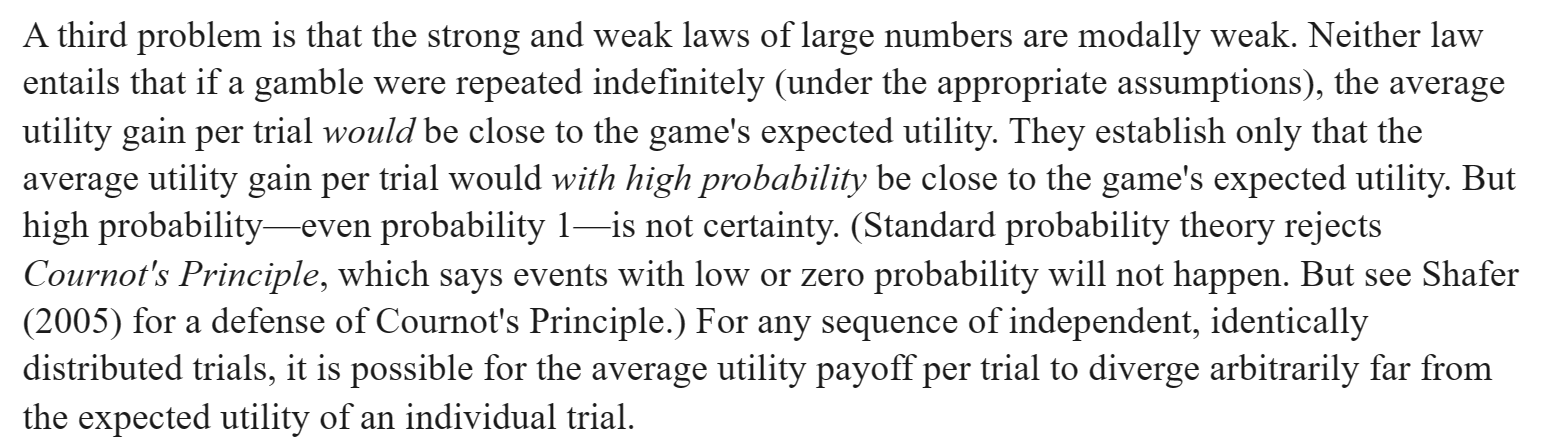 A third problem is that the strong and weak laws of large numbers are modally weak. Neither law
entails that if a gamble were repeated indefinitely (under the appropriate assumptions), the average
utility gain per trial would be close to the game's expected utility. They establish only that the
average utility gain per trial would with high probability be close to the game's expected utility. But
high probability—even probability 1—is not certainty. (Standard probability theory rejects
Cournot's Principle, which says events with low or zero probability will not happen. But see Shafer
(2005) for a defense of Cournot's Principle.) For any sequence of independent, identically
distributed trials, it is possible for the average utility payoff per trial to diverge arbitrarily far from
the expected utility of an individual trial.